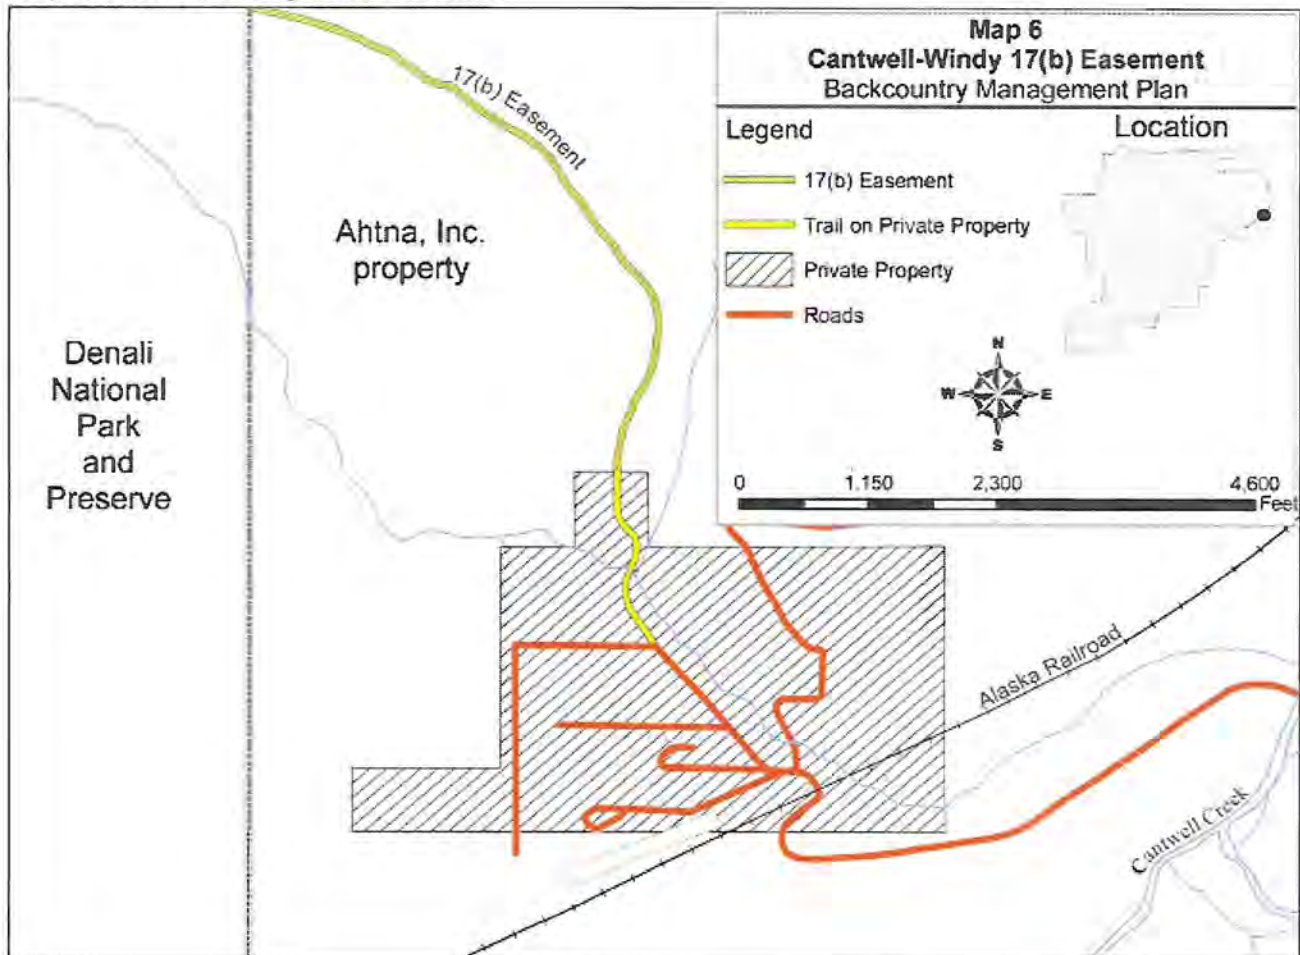 Map 6
Cantwell-Windy 17(b) Easement
Backcountry Management Plan
Legend
Location
17(b) Easement
Trail on Private Property
Private Property
Roads
N
W
E
S
0
1,150
2,300
4,600
Feet
17(b) Easement
Ahtna, Inc.
property
Denali
National
Park
and
Preserve
Alaska Railroad
Cantwell Creek